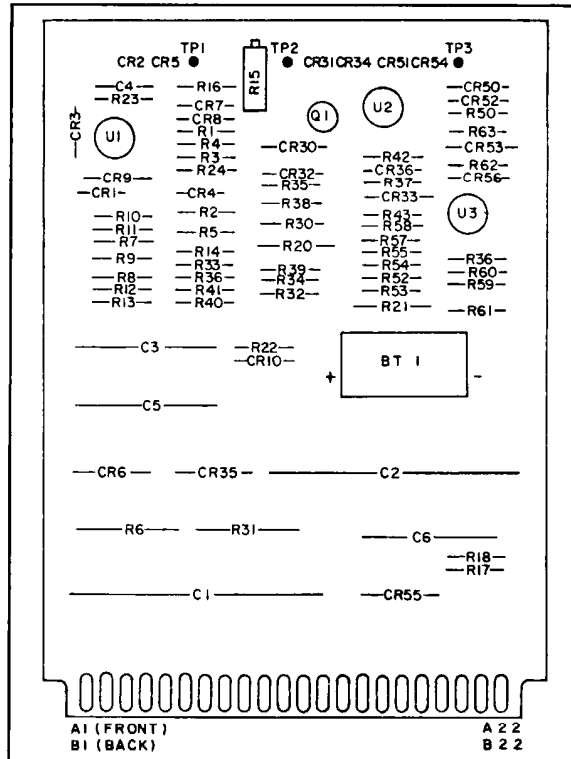 TP1 TP2 TP3
CR2 CR5 R15 CR31 CR34 CR51 CR54
C4
R23
CR3
U1
CR9
CR1
R10
R11
R7
R9
R8
R12
R13
R16
CR7
CR8
R1
R4
R3
R24
CR4
R2
R5
R14
R33
R36
R41
R40
Q1
CR30
CR32
R35
R38
R30
R20
R39
R34
R32
U2
R42
CR36
R37
CR33
R43
R58
R57
R55
R54
R52
R53
R21
CR50
CR52
R50
R63
CR53
R62
CR56
U3
R36
R60
R59
R61
C3
R22
CR10
+ BT 1 -
C5
CR6 CR35 C2
R6 R31
C6
R18
R17
C1 CR55
A1 (FRONT) A 22
B1 (BACK) B 22